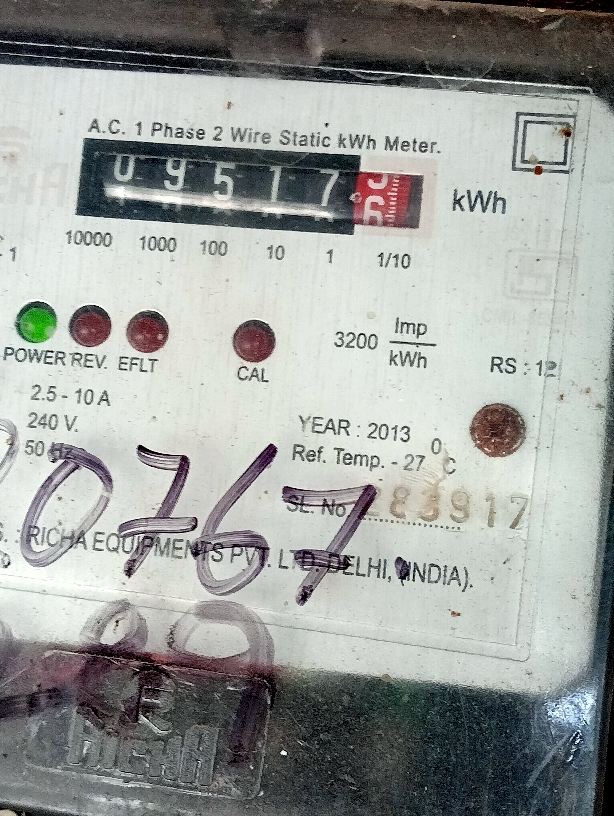 A.C. 1 Phase 2 Wire Static kWh Meter.
0 9 5 1 7 5 6 kWh
10000 1000 100 10 1 1/10
3200 Imp/kWh
POWER REV. EFLT CAL RS : 12
2.5 - 10 A
240 V.
50 Hz
YEAR : 2013
Ref. Temp. - 27 °C
SL. No 283917
0767
RICHA EQUIPMENTS PVT. LTD. DELHI, (INDIA).
RICHA